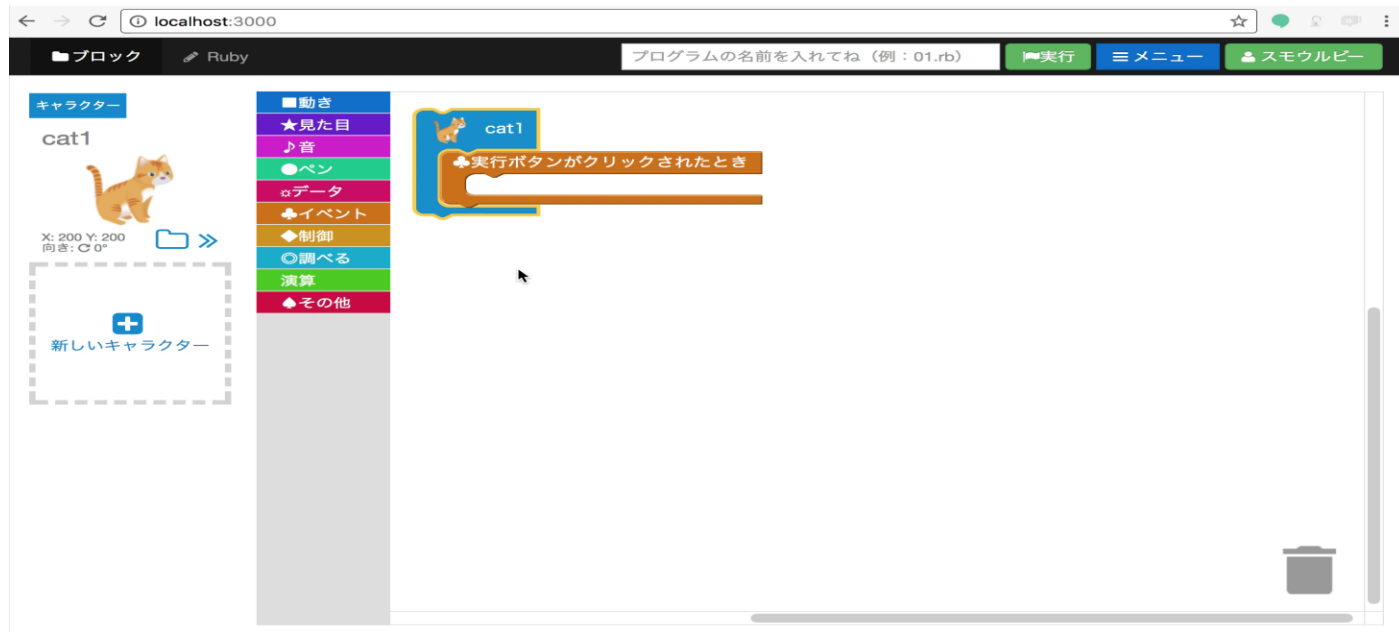 localhost:3000
ブロック
Ruby
プログラムの名前を入れてね（例：01.rb）
実行
メニュー
スモウルビー
キャラクター
cat1
X: 200 Y: 200
向き: 0°
新しいキャラクター
■動き
★見た目
♪音
●ペン
☼データ
♣イベント
◆制御
◎調べる
演算
♠その他
cat1
♣実行ボタンがクリックされたとき